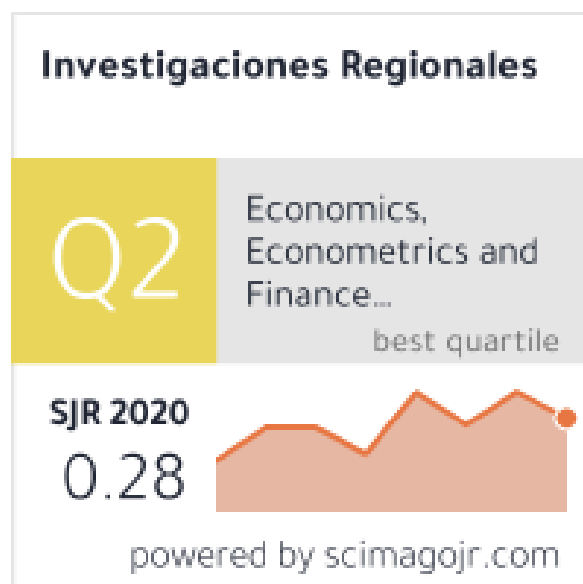 Investigaciones Regionales
Q2
Economics,
Econometrics and
Finance...
best quartile
SJR 2020
0.28
powered by scimagojr.com